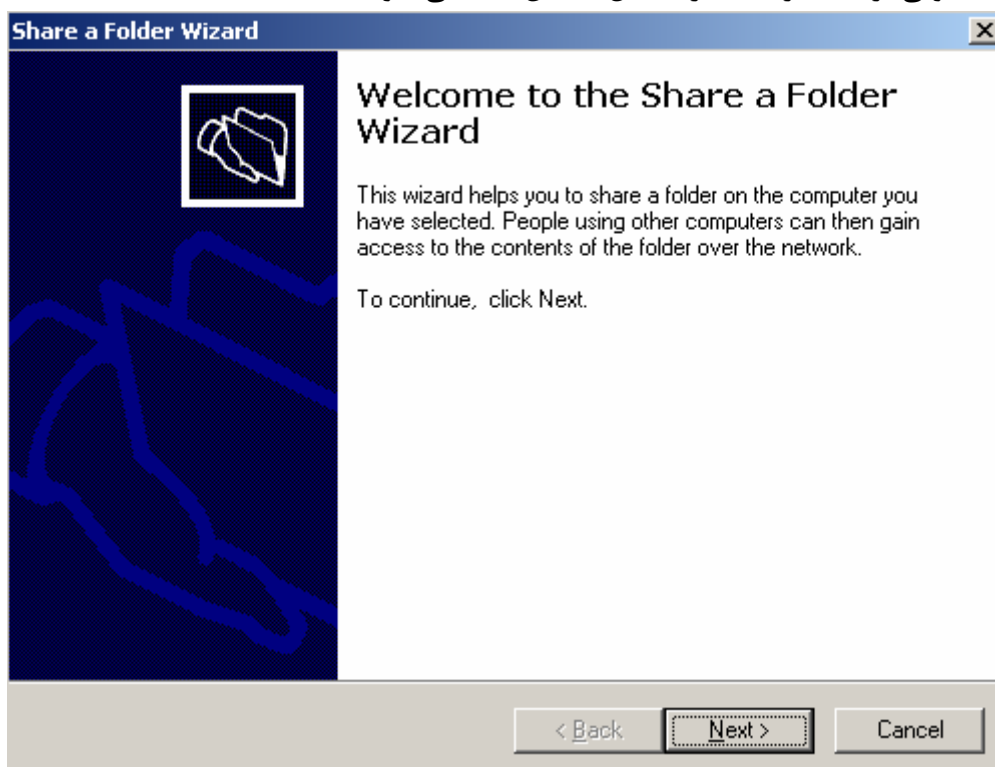 Share a Folder Wizard
Welcome to the Share a Folder
Wizard
This wizard helps you to share a folder on the computer you
have selected. People using other computers can then gain
access to the contents of the folder over the network.
To continue,  click Next.
< Back
Next >
Cancel